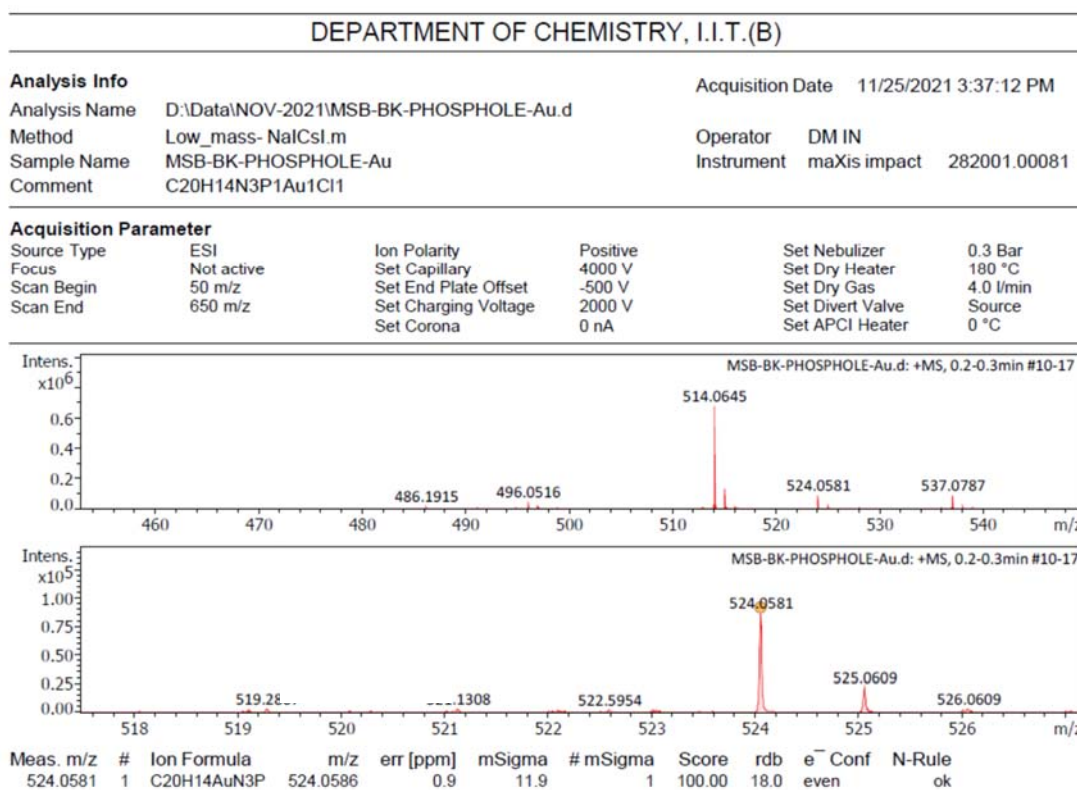 DEPARTMENT OF CHEMISTRY, I.I.T.(B)
Analysis Info
Acquisition Date 11/25/2021 3:37:12 PM
Analysis Name D:\Data\NOV-2021\MSB-BK-PHOSPHOLE-Au.d
Method Low_mass- NaICsI.m Operator DM IN
Sample Name MSB-BK-PHOSPHOLE-Au Instrument maXis impact 282001.00081
Comment C20H14N3P1Au1Cl1
Acquisition Parameter
Source Type ESI Ion Polarity Positive Set Nebulizer 0.3 Bar
Focus Not active Set Capillary 4000 V Set Dry Heater 180 °C
Scan Begin 50 m/z Set End Plate Offset -500 V Set Dry Gas 4.0 l/min
Scan End 650 m/z Set Charging Voltage 2000 V Set Divert Valve Source
Set Corona 0 nA Set APCI Heater 0 °C
Intens.
x10⁶
MSB-BK-PHOSPHOLE-Au.d: +MS, 0.2-0.3min #10-17
514.0645
0.6
0.4
0.2
0.0
486.1915 496.0516 524.0581 537.0787
460 470 480 490 500 510 520 530 540 m/z
Intens.
x10⁵
MSB-BK-PHOSPHOLE-Au.d: +MS, 0.2-0.3min #10-17
1.00
0.75
0.50
0.25
0.00
524.0581
525.0609
519.28 .1308 522.5954 526.0609
518 519 520 521 522 523 524 525 526 m/z
Meas. m/z # Ion Formula m/z err [ppm] mSigma # mSigma Score rdb e⁻ Conf N-Rule
524.0581 1 C20H14AuN3P 524.0586 0.9 11.9 1 100.00 18.0 even ok